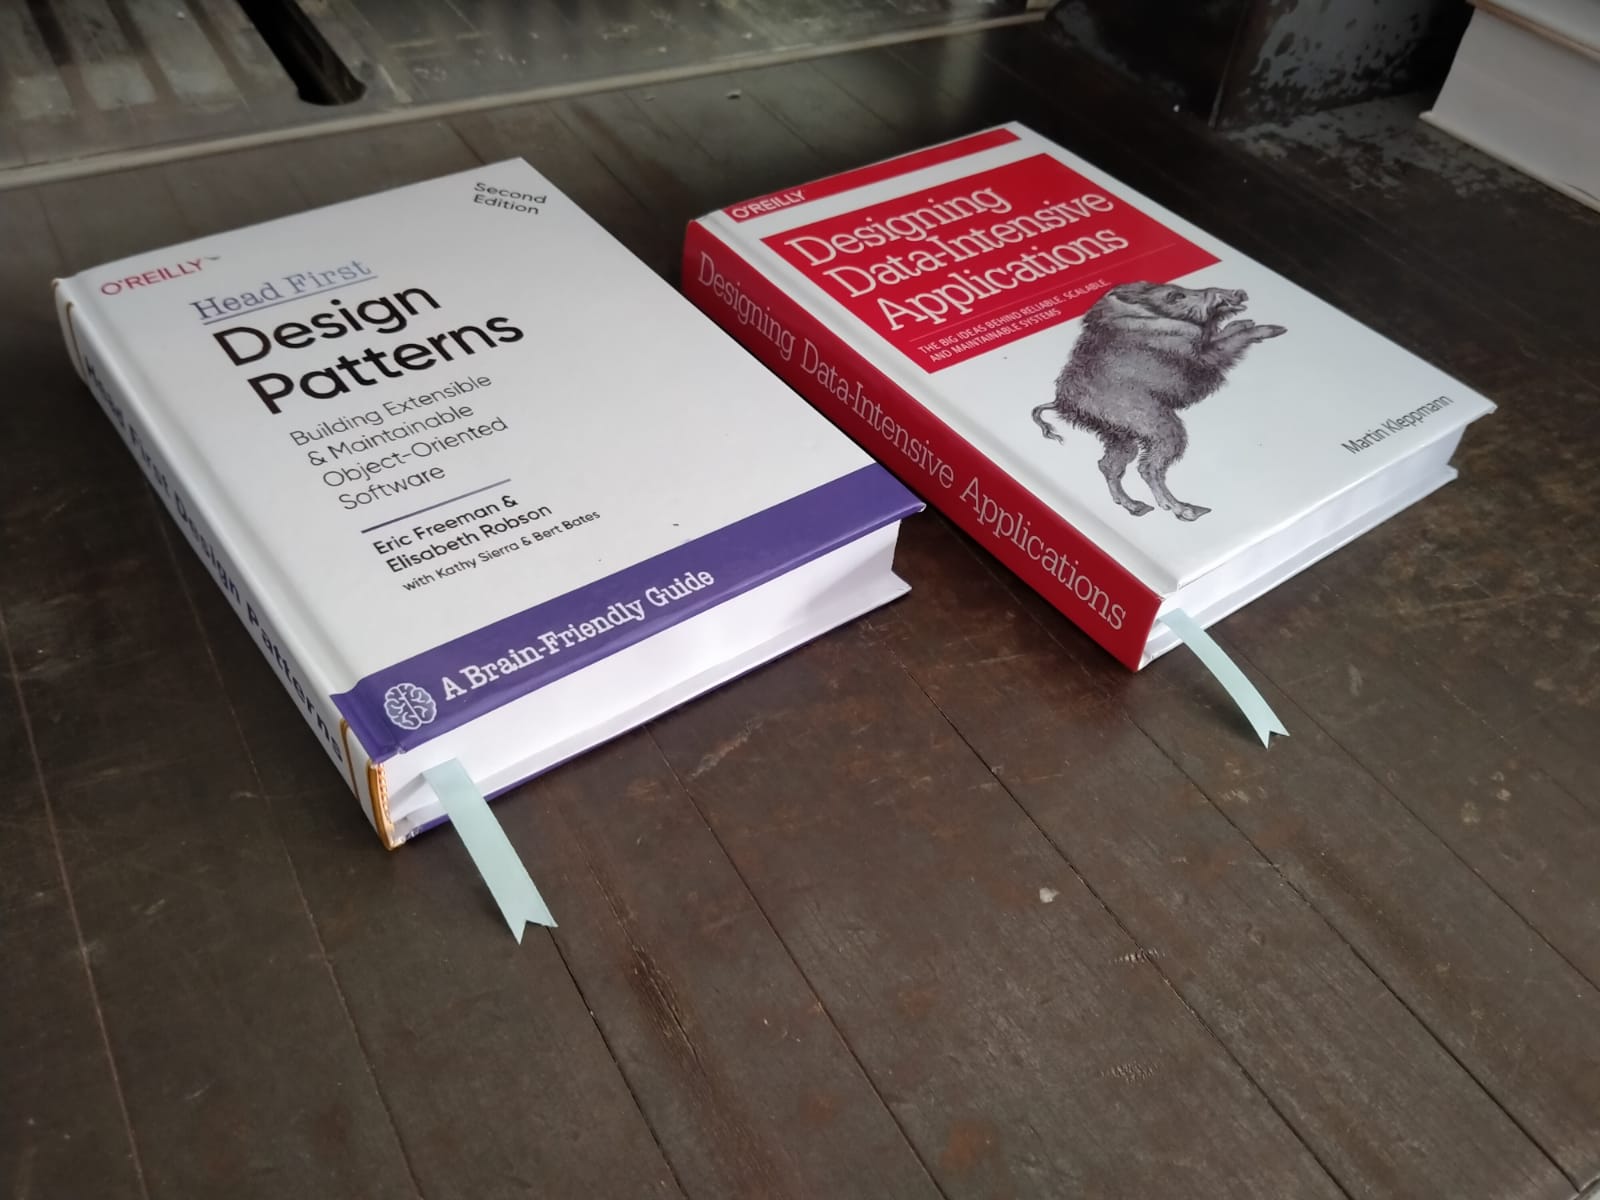 O'REILLY™
Second
Edition
Head First
Design
Patterns
Building Extensible
& Maintainable
Object-Oriented
Software
Eric Freeman &
Elisabeth Robson
with Kathy Sierra & Bert Bates
A Brain-Friendly Guide
Head First Design Patterns
O'REILLY
Designing
Data-Intensive
Applications
THE BIG IDEAS BEHIND RELIABLE, SCALABLE,
AND MAINTAINABLE SYSTEMS
Martin Kleppmann
Designing Data-Intensive Applications